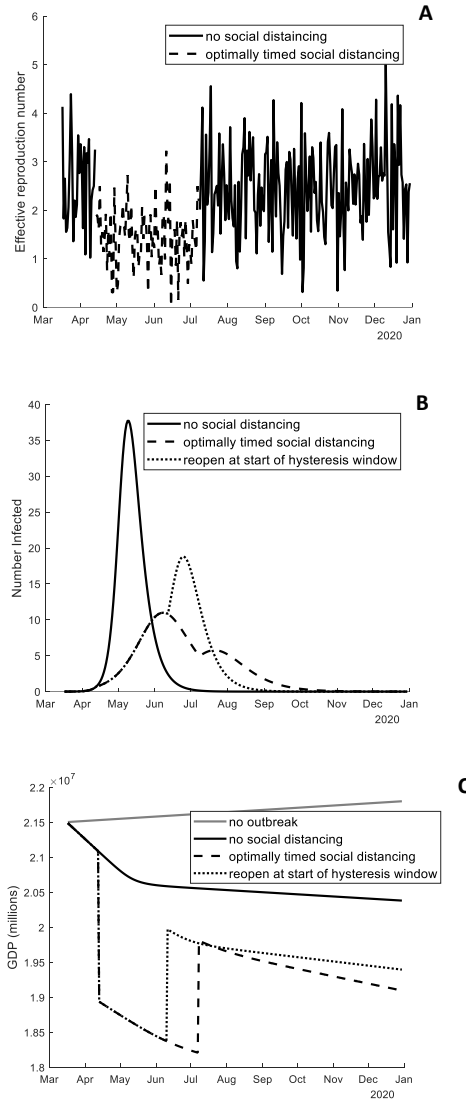 A
6
5
4
3
2
1
0
Effective reproduction number
no social distaincing
optimally timed social distancing
Mar Apr May Jun Jul Aug Sep Oct Nov Dec Jan
2020
B
40
35
30
25
20
15
10
5
0
Number Infected
no social distancing
optimally timed social distancing
reopen at start of hysteresis window
Mar Apr May Jun Jul Aug Sep Oct Nov Dec Jan
2020
C
×10⁷
2.2
2.15
2.1
2.05
2
1.95
1.9
1.85
1.8
GDP (millions)
no outbreak
no social distancing
optimally timed social distancing
reopen at start of hysteresis window
Mar Apr May Jun Jul Aug Sep Oct Nov Dec Jan
2020